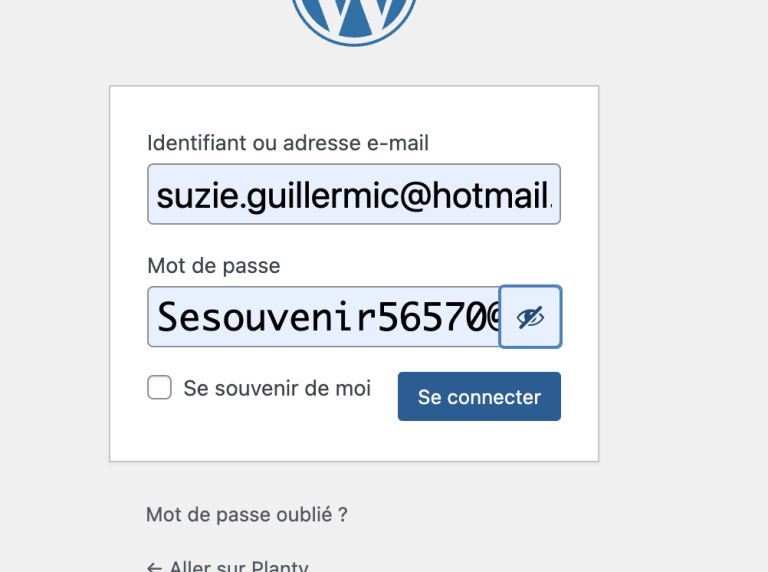 Identifiant ou adresse e-mail
suzie.guillermic@hotmail.
Mot de passe
Sesouvenir56570@
Se souvenir de moi
Se connecter
Mot de passe oublié ?
← Aller sur Planty